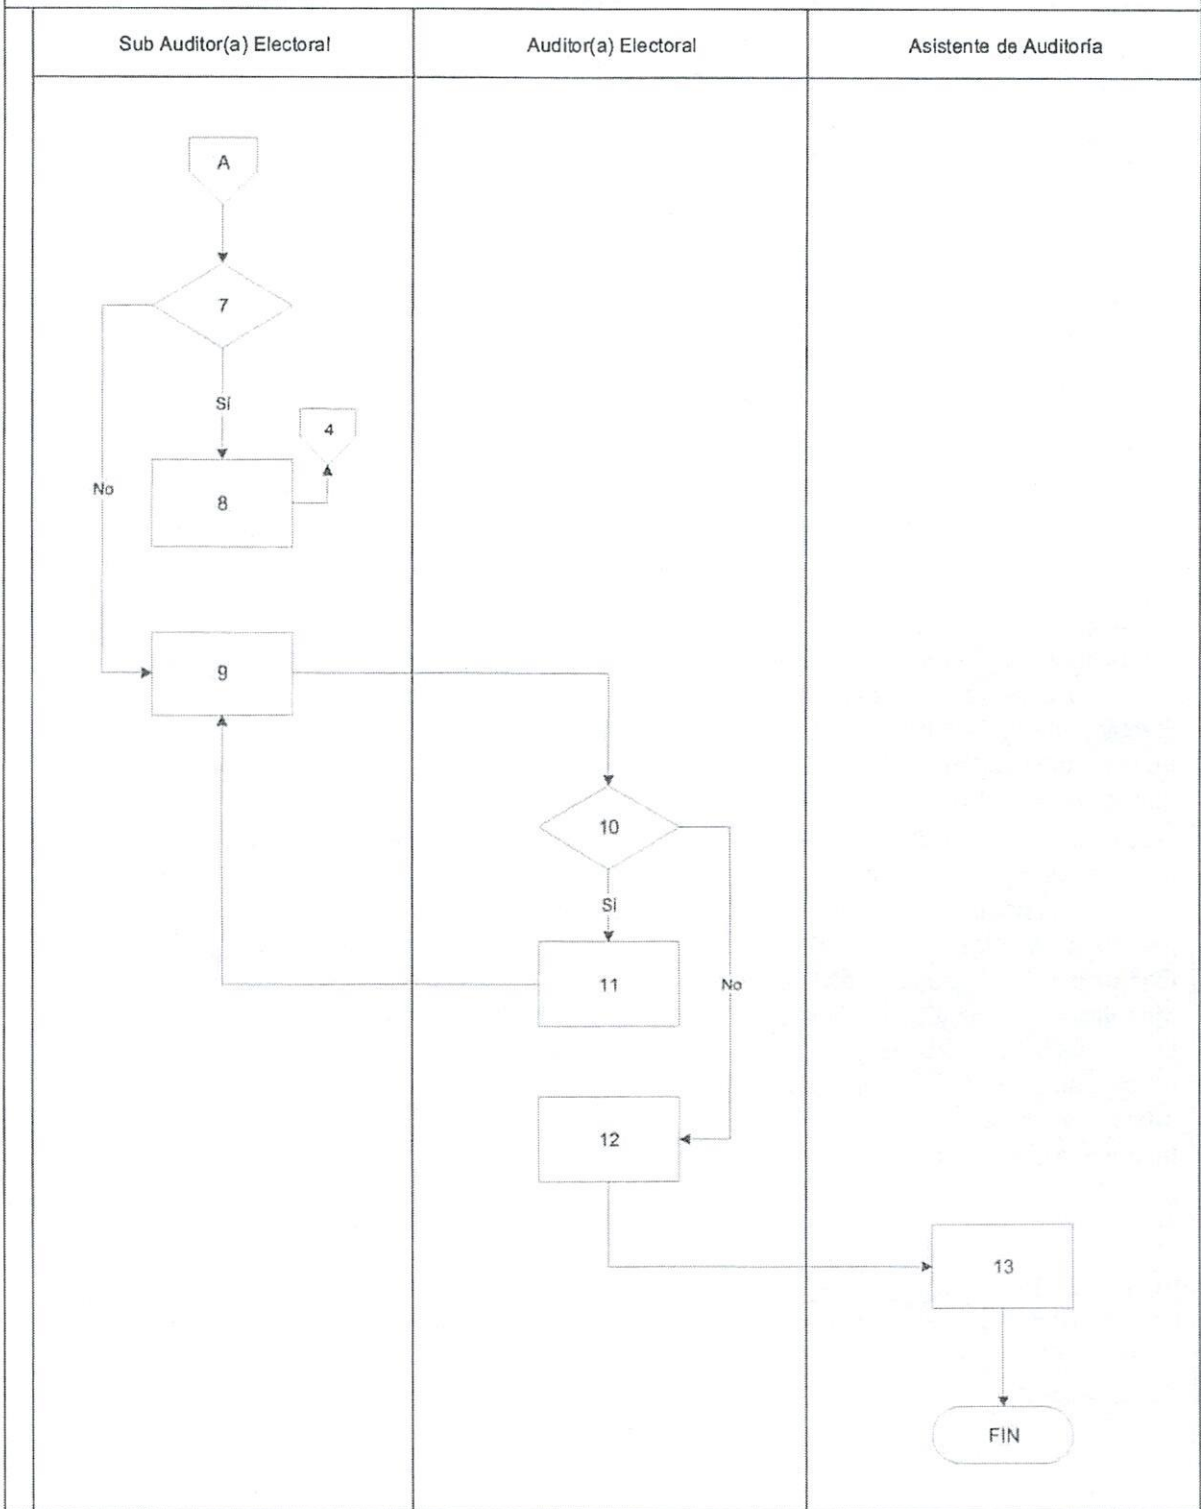 Sub Auditor(a) Electoral
Auditor(a) Electoral
Asistente de Auditoría
A
7
Sí
4
No
8
9
10
Sí
11
No
12
13
FIN